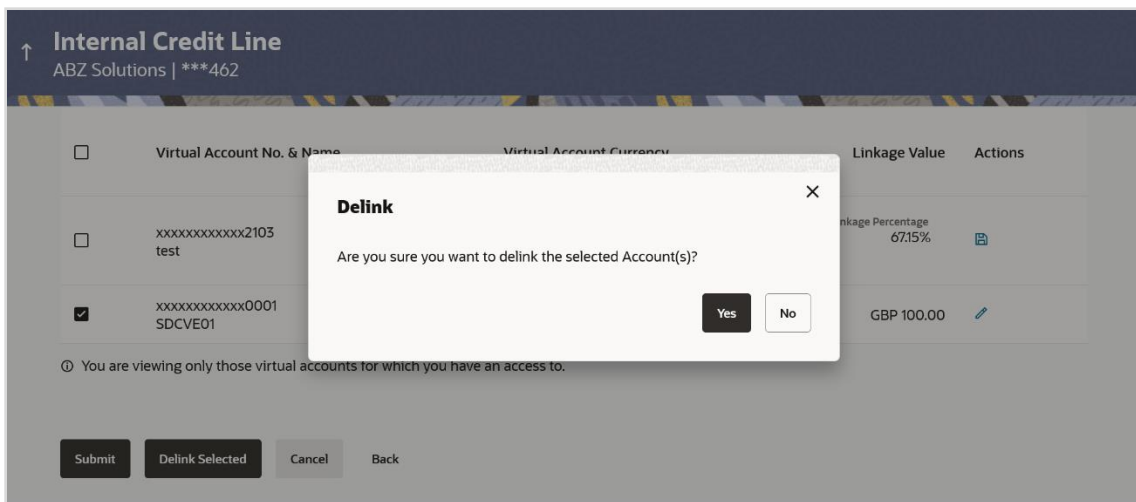 Internal Credit Line
ABZ Solutions | ***462
Virtual Account No. & Name Virtual Account Currency Linkage Value Actions
Delink
Are you sure you want to delink the selected Account(s)?
Yes No
xxxxxxxxxxxx2103
test
nkage Percentage
67.15%
xxxxxxxxxxxx0001
SDCVE01
GBP 100.00
You are viewing only those virtual accounts for which you have an access to.
Submit Delink Selected Cancel Back